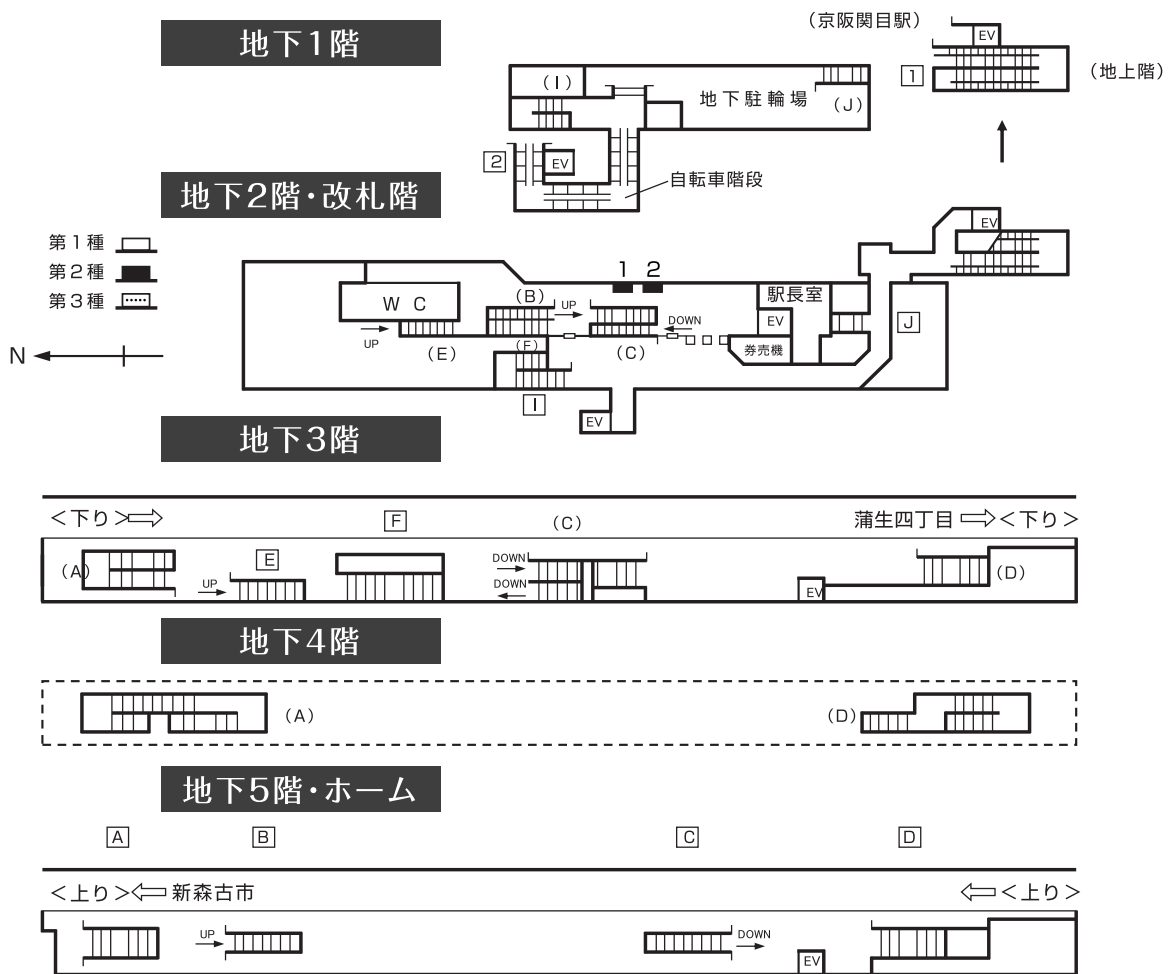 地下1階
(京阪関目駅)
EV
1
(地上階)
(I)
地下駐輪場
(J)
2
EV
自転車階段
地下2階・改札階
第1種
第2種
第3種
N
WC
UP
(E)
(B)
UP
(F)
I
1 2
DOWN
(C)
駅長室
EV
券売機
EV
J
EV
地下3階
<下り>
F
(C)
蒲生四丁目 <下り>
(A)
E
UP
DOWN
DOWN
EV
(D)
地下4階
(A)
(D)
地下5階・ホーム
A
B
C
D
<上り> 新森古市
<上り>
UP
DOWN
EV